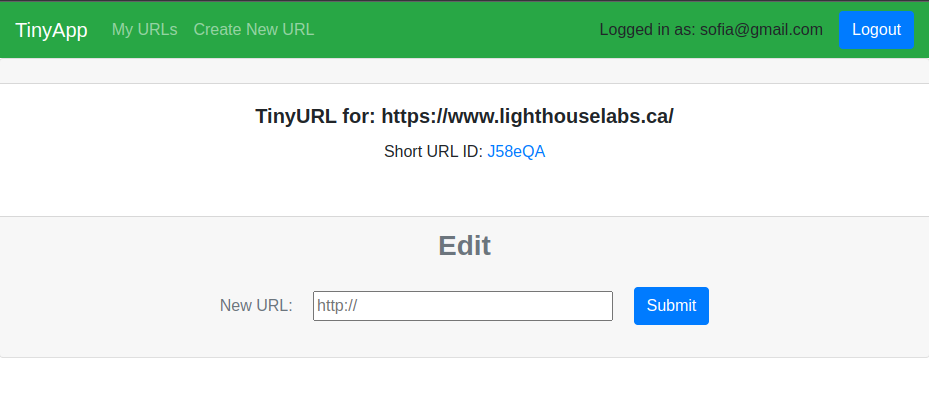 TinyApp My URLs Create New URL Logged in as: sofia@gmail.com Logout
TinyURL for: https://www.lighthouselabs.ca/
Short URL ID: J58eQA
Edit
New URL: http:// Submit